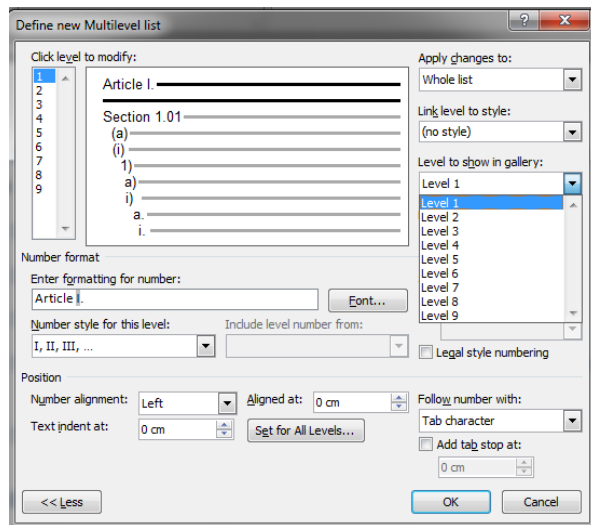 Define new Multilevel list
?
X
Click level to modify:
1
2
3
4
5
6
7
8
9
Article I.
Section 1.01
(a)
(i)
1)
a)
i)
a.
i.
Apply changes to:
Whole list
Link level to style:
(no style)
Level to show in gallery:
Level 1
Level 1
Level 2
Level 3
Level 4
Level 5
Level 6
Level 7
Level 8
Level 9
Number format
Enter formatting for number:
Article I.
Font...
Number style for this level:
Include level number from:
I, II, III, ...
Legal style numbering
Position
Number alignment:
Left
Aligned at:
0 cm
Follow number with:
Tab character
Text indent at:
0 cm
Set for All Levels...
Add tab stop at:
0 cm
<< Less
OK
Cancel